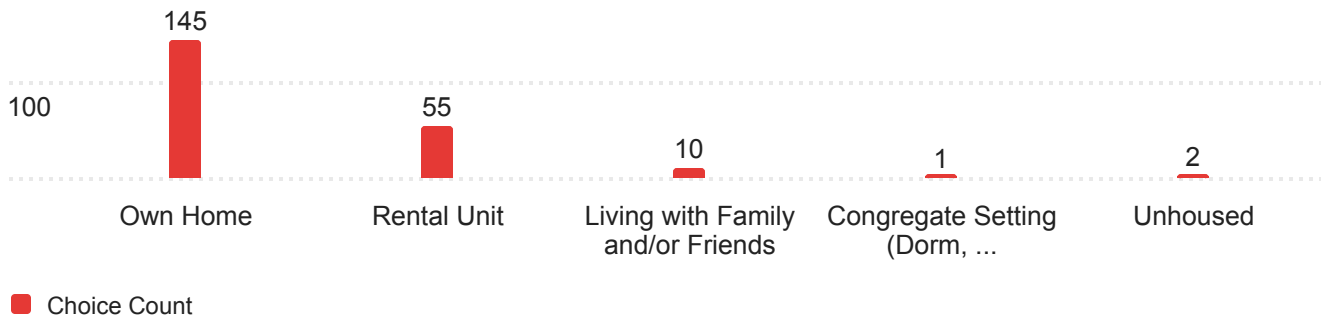 145
100
55
10
1
2
Own Home
Rental Unit
Living with Family
and/or Friends
Congregate Setting
(Dorm, ...
Unhoused
Choice Count